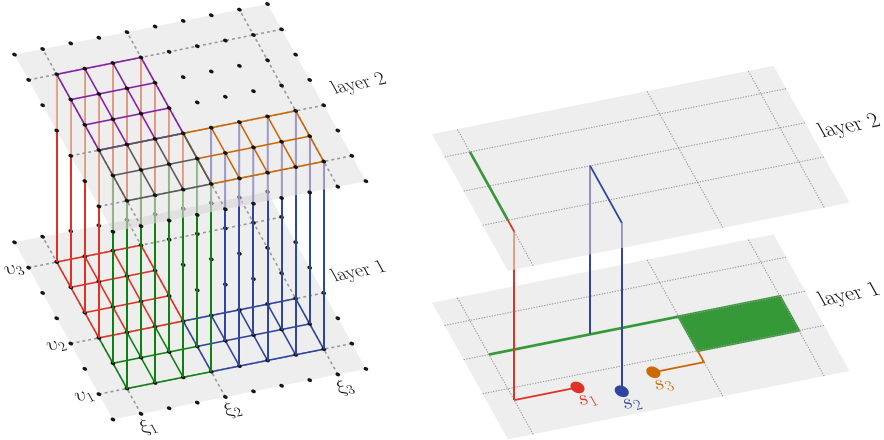 layer 2
layer 1
υ₃
υ₂
υ₁
ξ₁
ξ₂
ξ₃
layer 2
layer 1
s₁
s₂
s₃